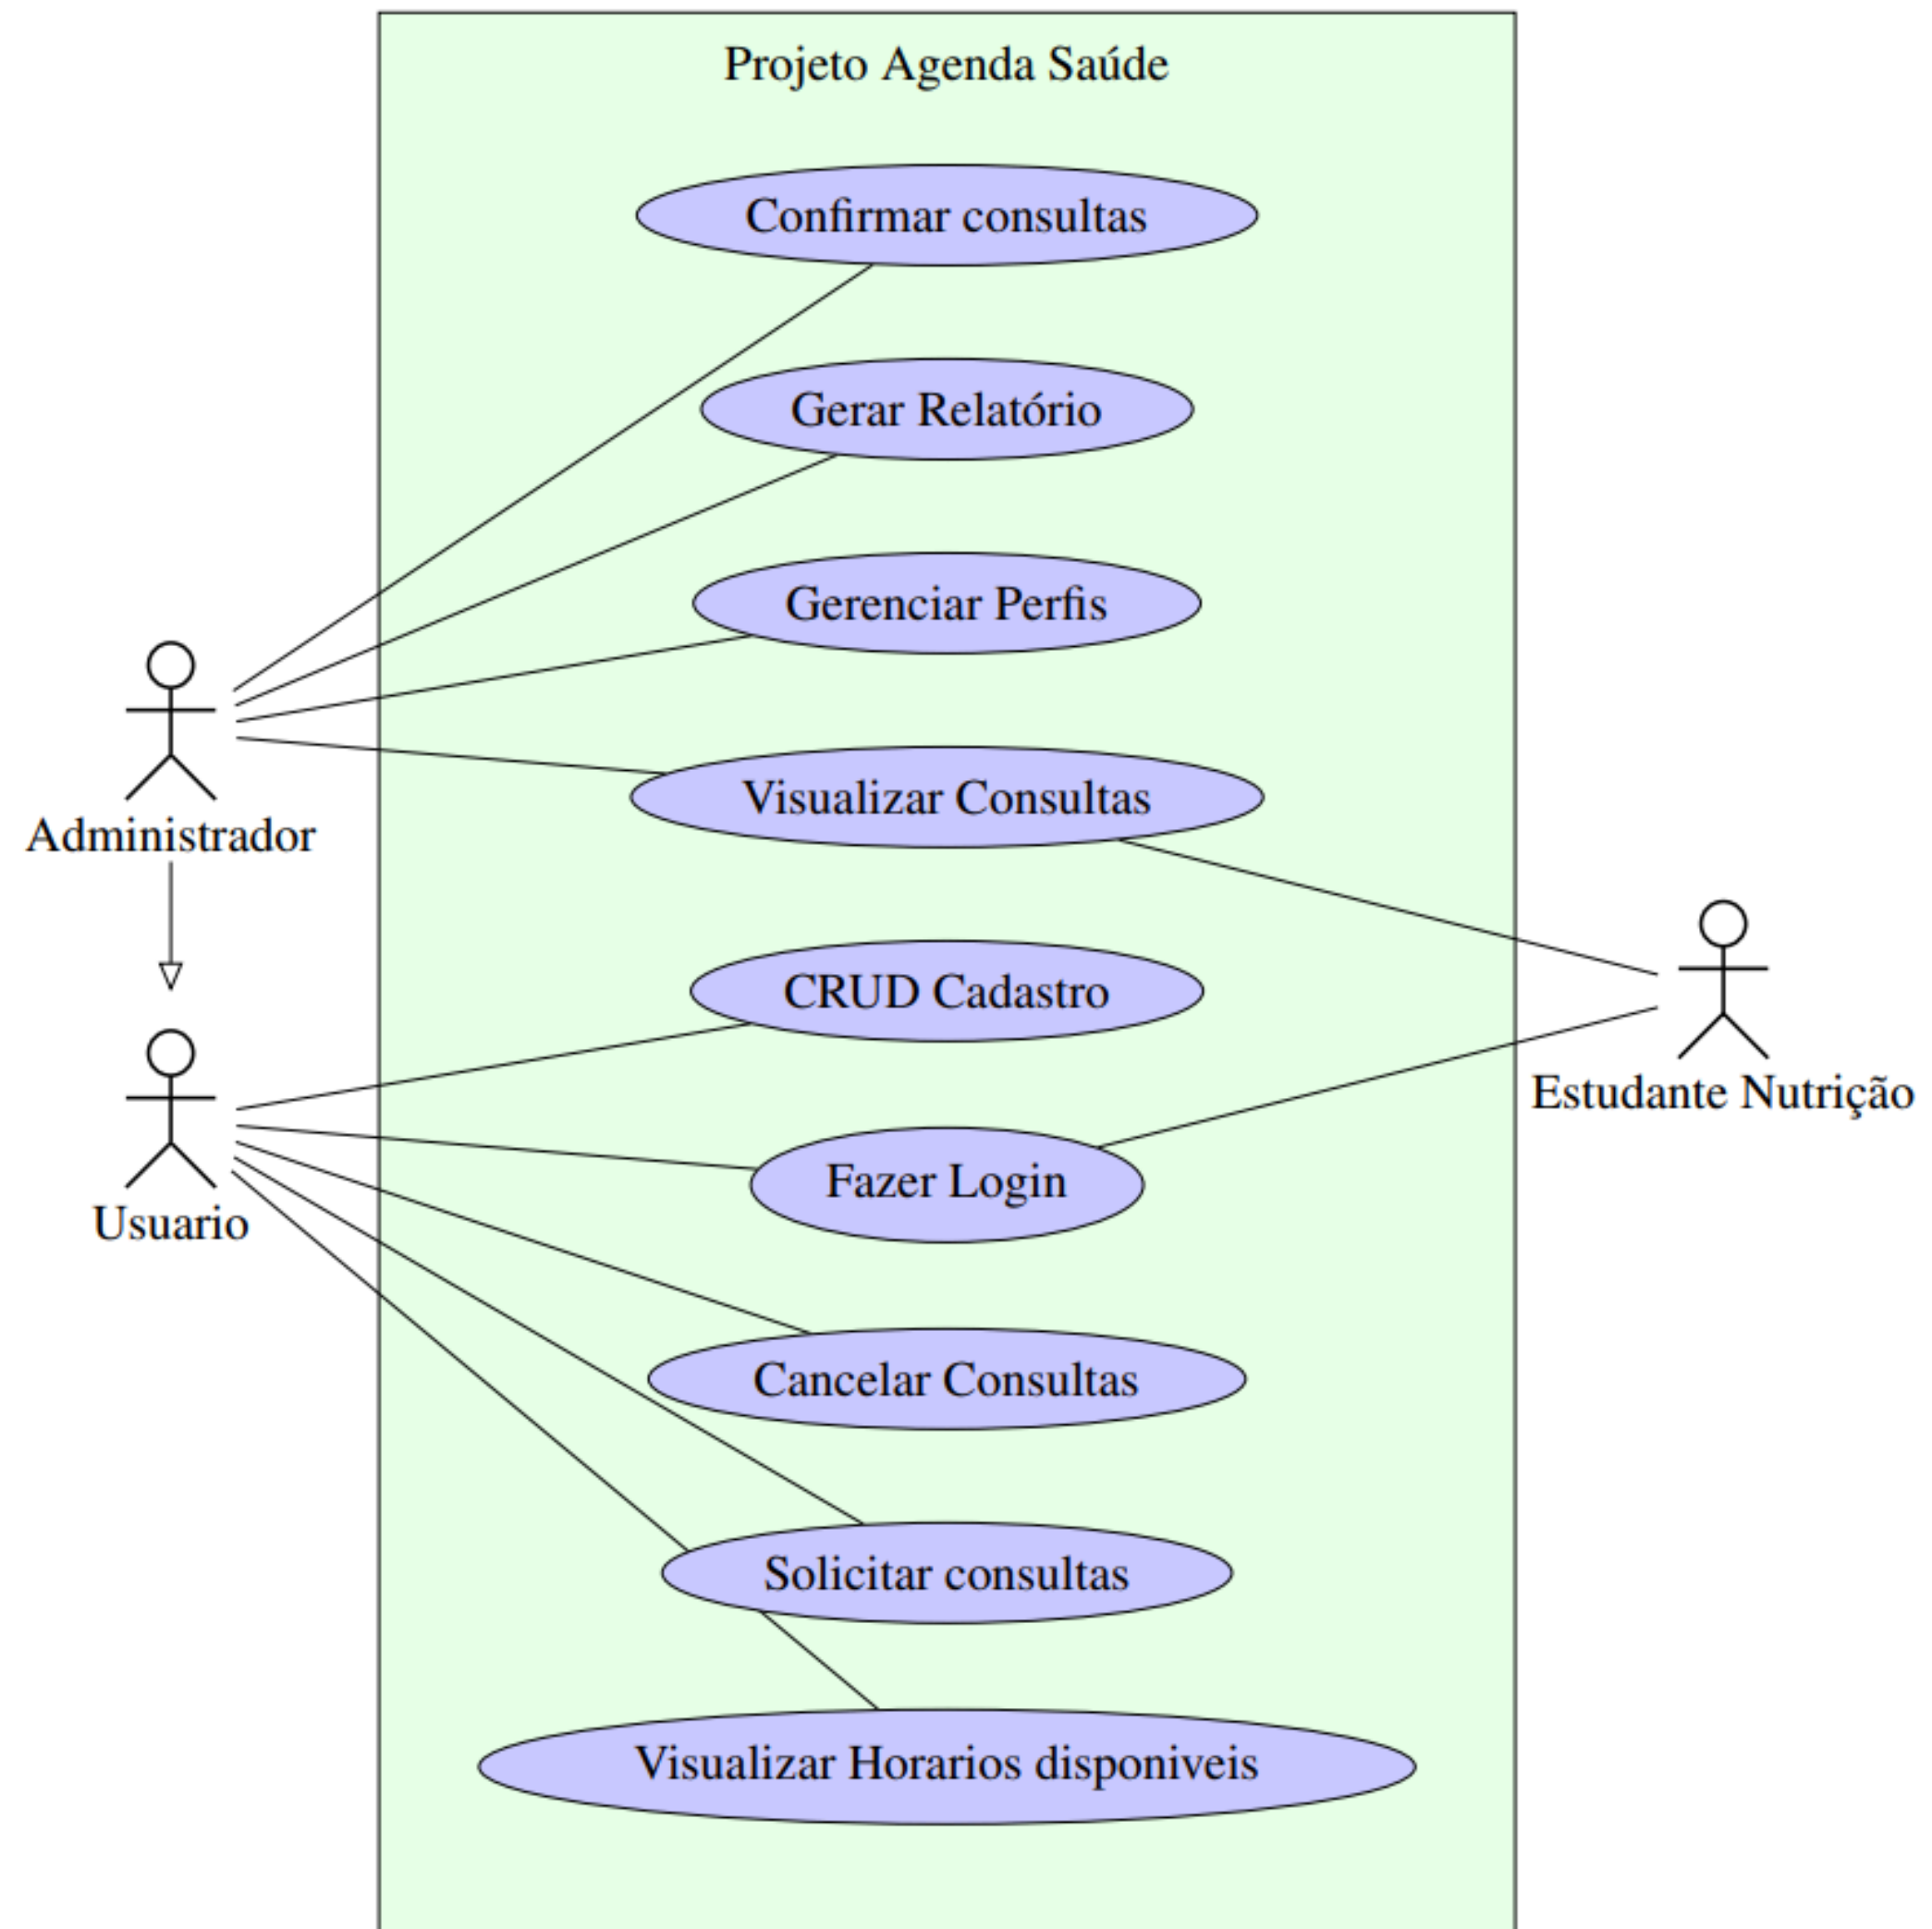 Projeto Agenda Saúde
Confirmar consultas
Gerar Relatório
Gerenciar Perfis
Visualizar Consultas
Administrador
CRUD Cadastro
Estudante Nutrição
Fazer Login
Usuario
Cancelar Consultas
Solicitar consultas
Visualizar Horarios disponiveis